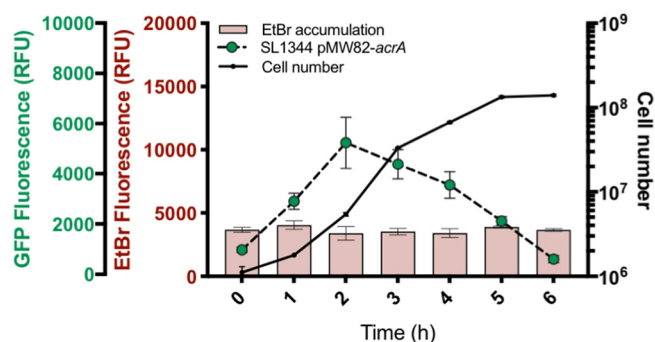 GFP Fluorescence (RFU)
10000
8000
6000
4000
2000
0
EtBr Fluorescence (RFU)
20000
15000
10000
5000
0
EtBr accumulation
SL1344 pMW82-acrA
Cell number
10⁹
10⁸
10⁷
10⁶
Cell number
0 1 2 3 4 5 6
Time (h)